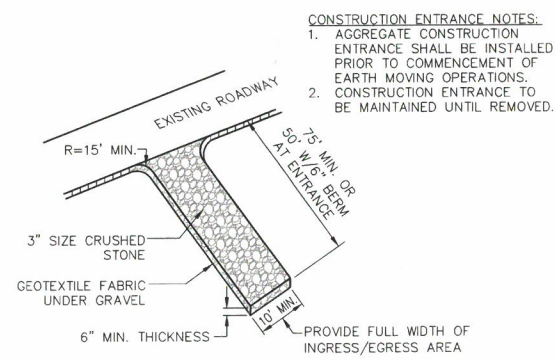 CONSTRUCTION ENTRANCE NOTES:
1. AGGREGATE CONSTRUCTION
ENTRANCE SHALL BE INSTALLED
PRIOR TO COMMENCEMENT OF
EARTH MOVING OPERATIONS.
2. CONSTRUCTION ENTRANCE TO
BE MAINTAINED UNTIL REMOVED.
EXISTING ROADWAY
R=15' MIN.
75' MIN. OR
50' W/6" BERM
AT ENTRANCE
3" SIZE CRUSHED
STONE
GEOTEXTILE FABRIC
UNDER GRAVEL
6" MIN. THICKNESS
10' MIN.
PROVIDE FULL WIDTH OF
INGRESS/EGRESS AREA